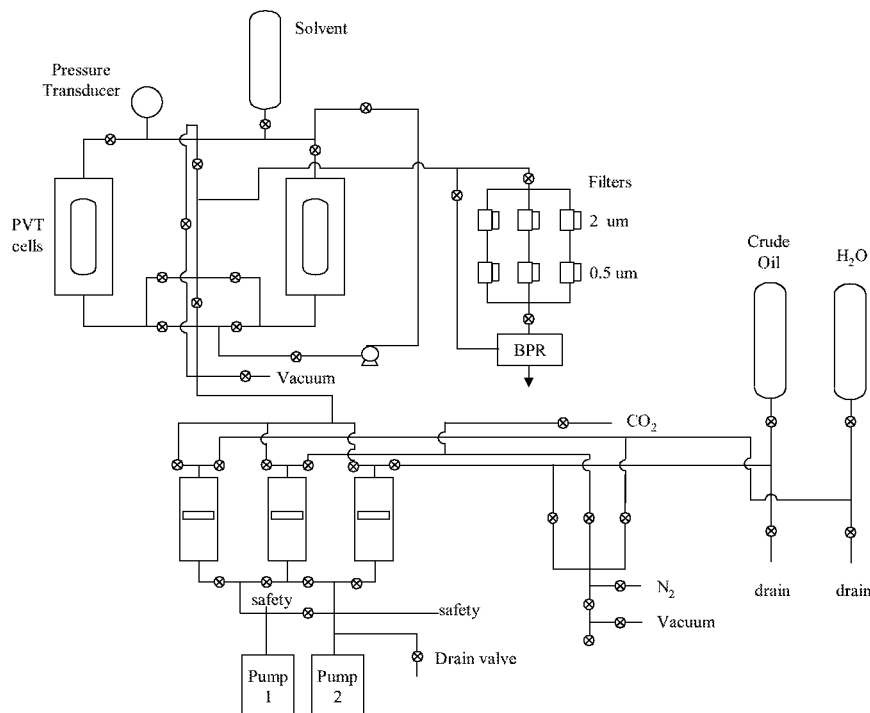 Solvent
Pressure
Transducer
PVT
cells
Filters
2 um
0.5 um
BPR
Crude
Oil
H₂O
Vacuum
CO₂
N₂
Vacuum
drain
drain
safety
safety
Drain valve
Pump
1
Pump
2